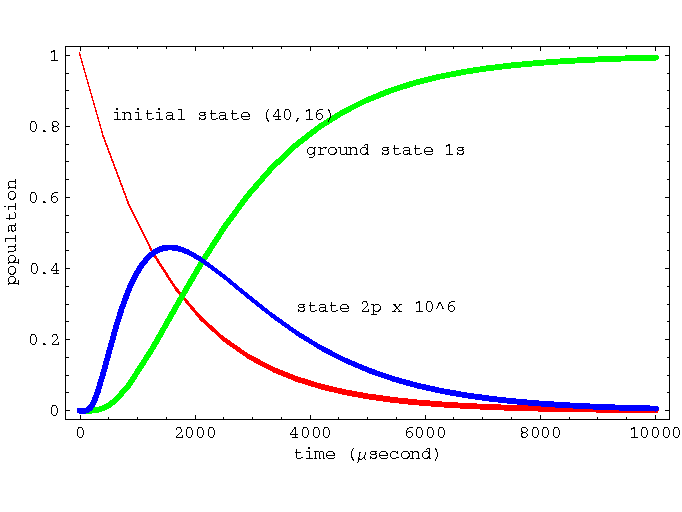 1
initial state (40,16)
0.8
ground state 1s
0.6
population
0.4
state 2p x 10^6
0.2
0
0 2000 4000 6000 8000 10000
time (μsecond)